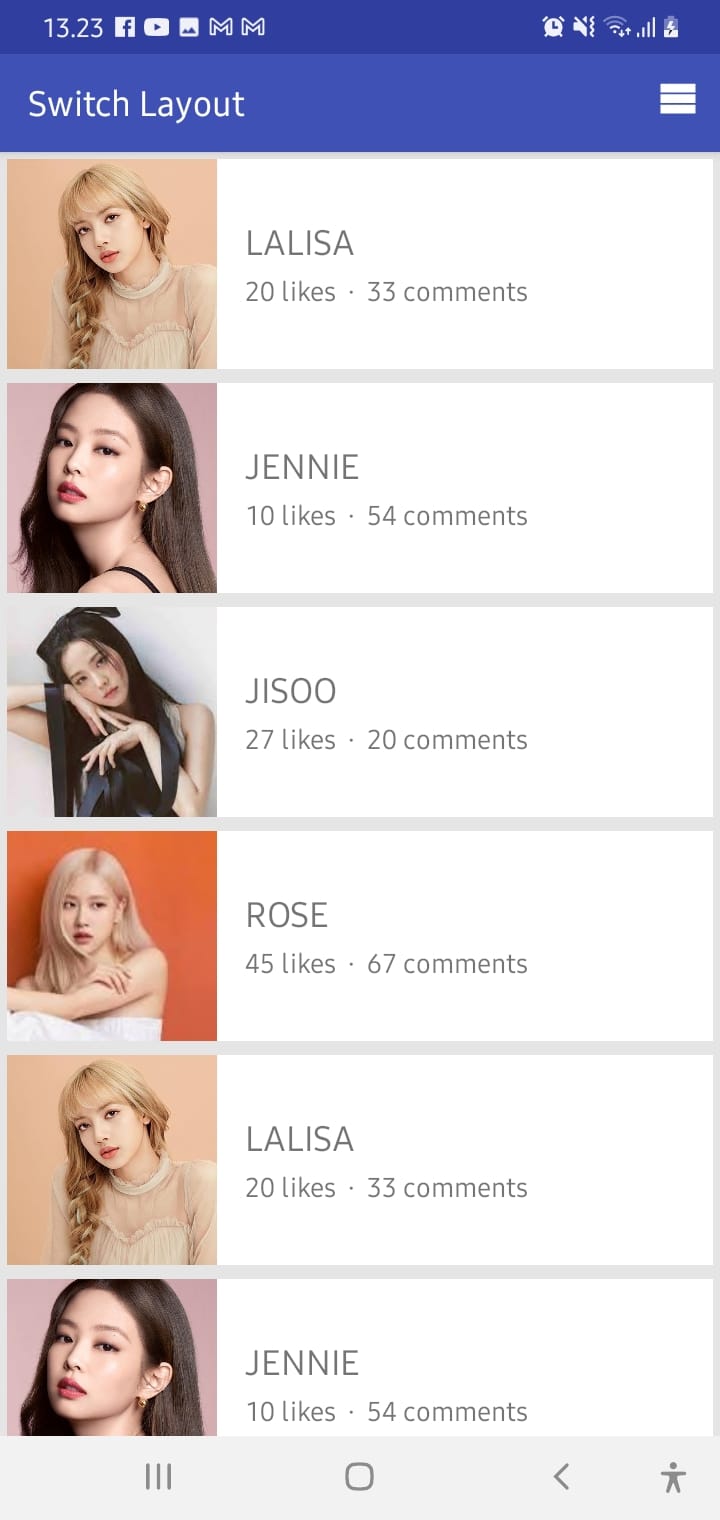 13.23
Switch Layout
LALISA
20 likes · 33 comments
JENNIE
10 likes · 54 comments
JISOO
27 likes · 20 comments
ROSE
45 likes · 67 comments
LALISA
20 likes · 33 comments
JENNIE
10 likes · 54 comments